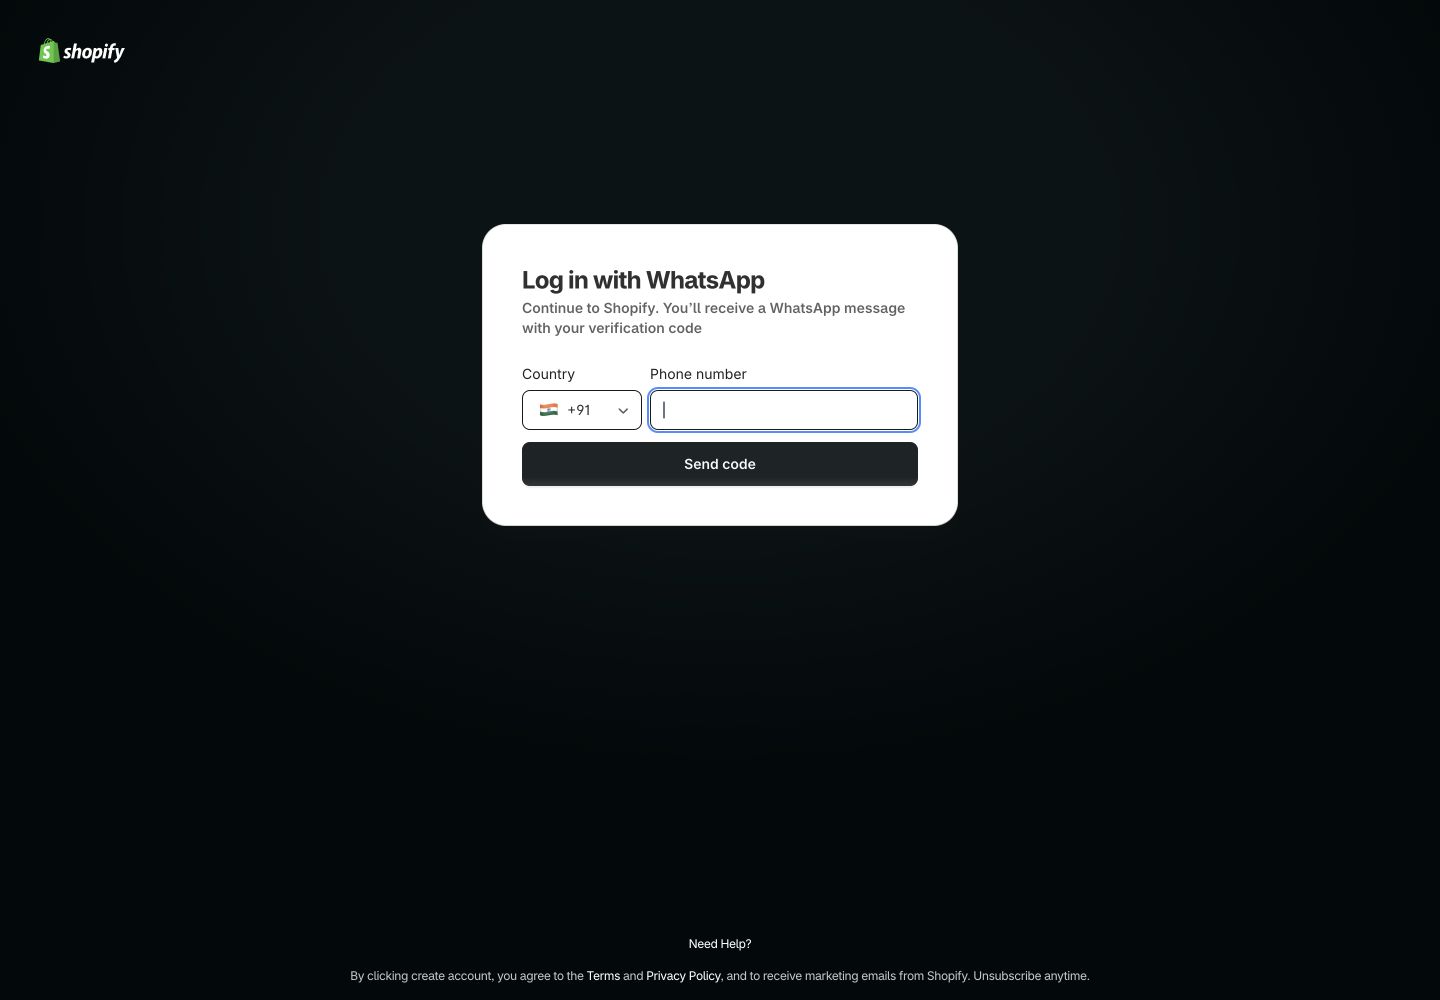 shopify
Log in with WhatsApp
Continue to Shopify. You’ll receive a WhatsApp message
with your verification code
Country Phone number
+91
Send code
Need Help?
By clicking create account, you agree to the Terms and Privacy Policy, and to receive marketing emails from Shopify. Unsubscribe anytime.